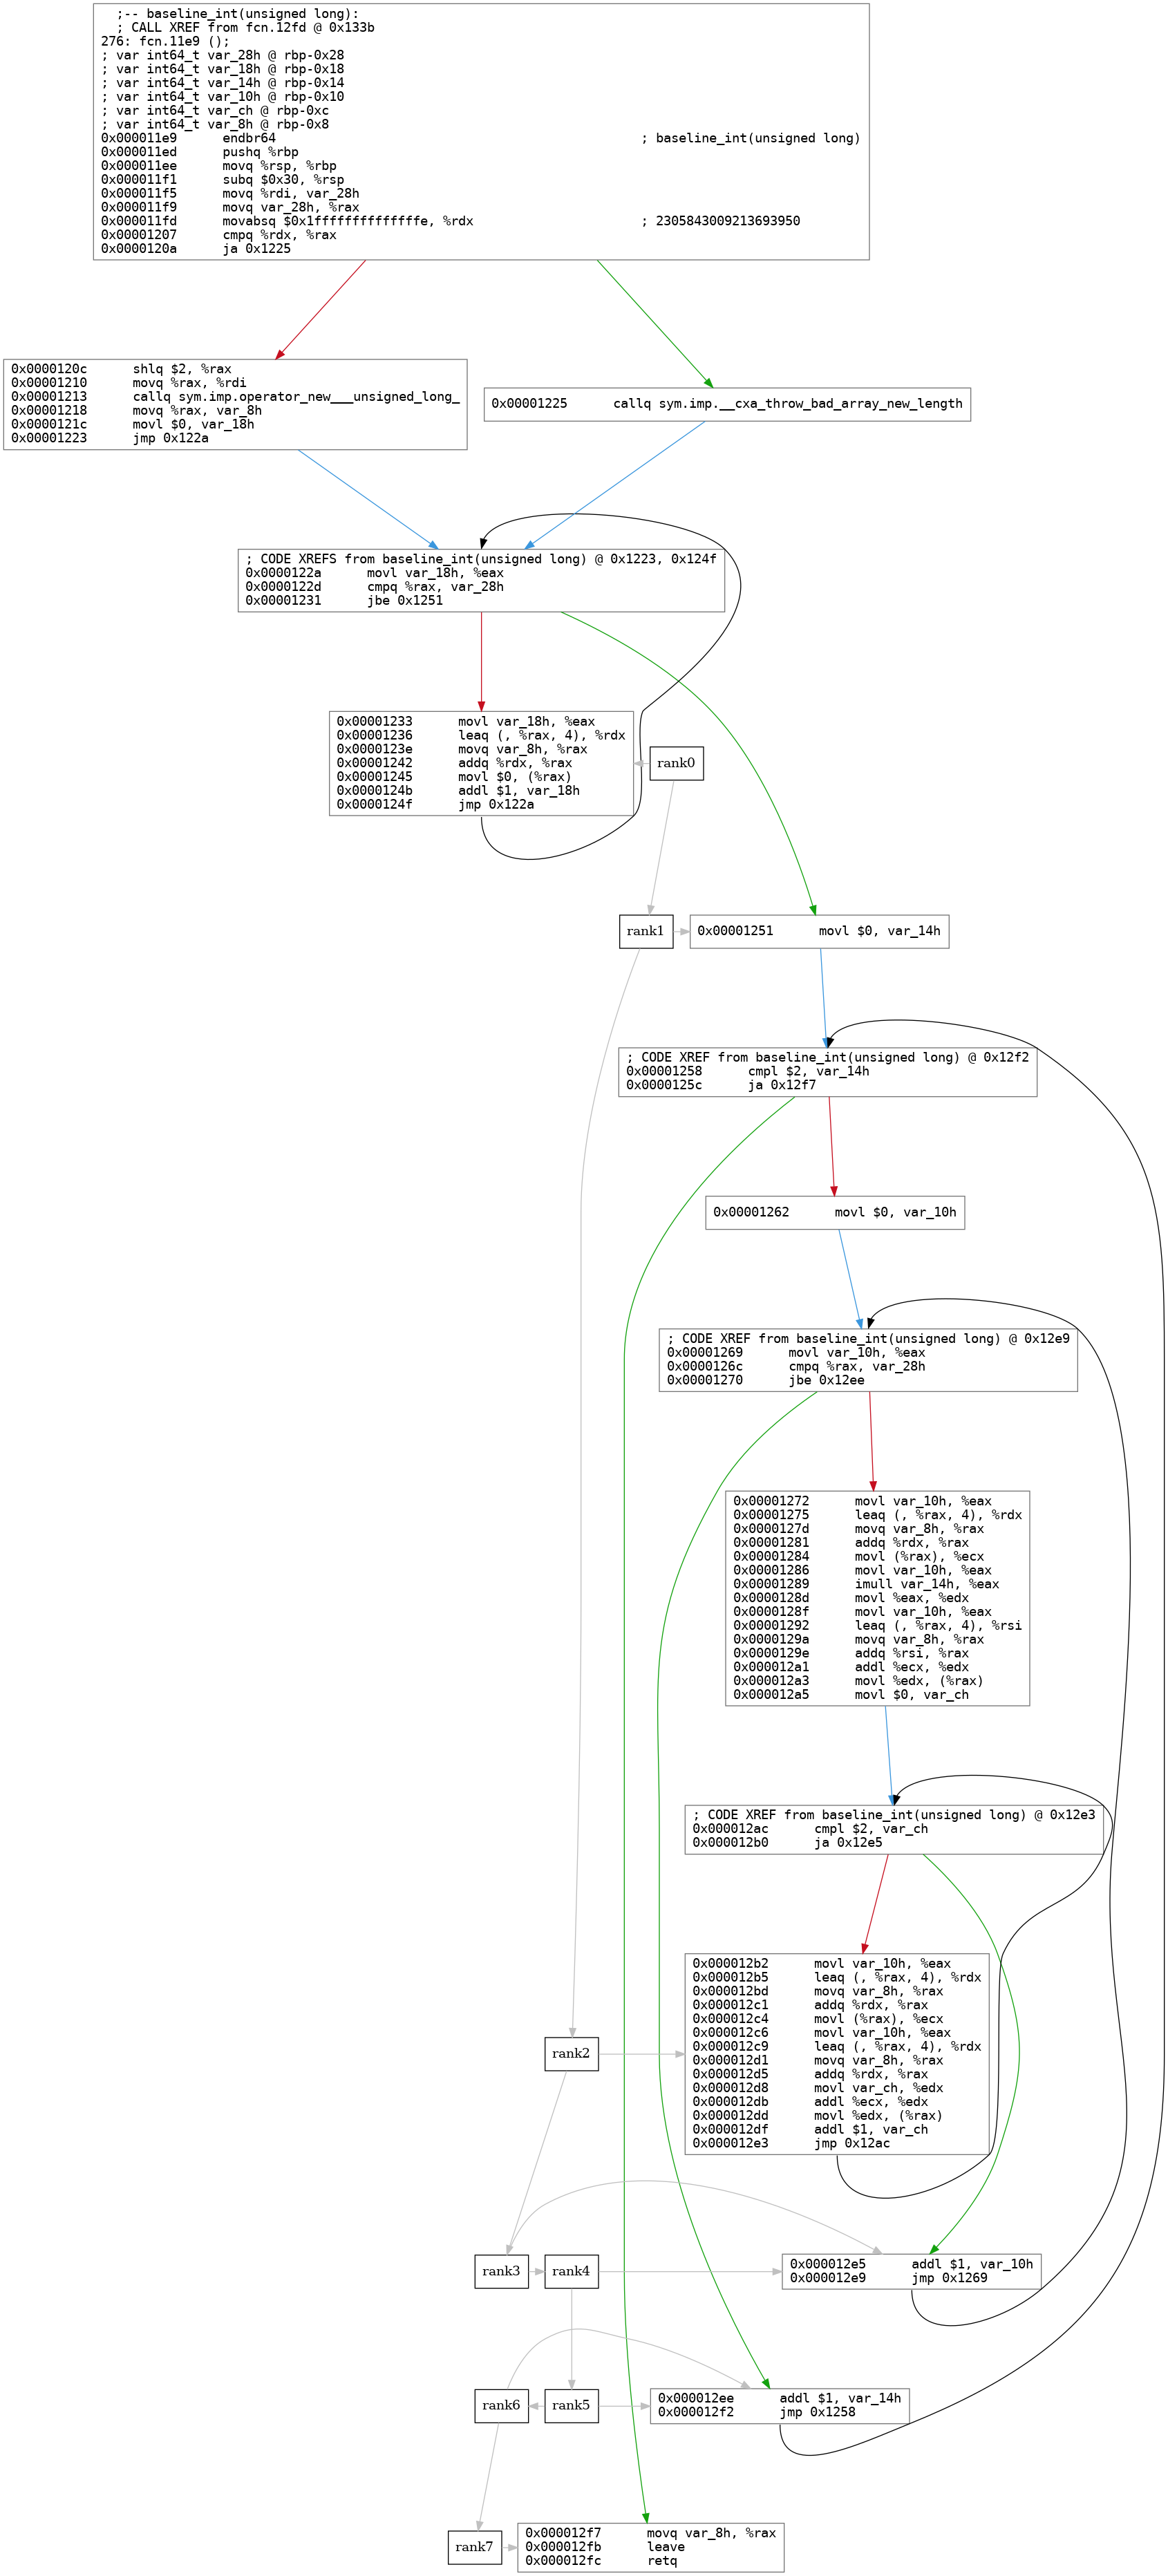 ;-- baseline_int(unsigned long):
; CALL XREF from fcn.12fd @ 0x133b
276: fcn.11e9 ();
; var int64_t var_28h @ rbp-0x28
; var int64_t var_18h @ rbp-0x18
; var int64_t var_14h @ rbp-0x14
; var int64_t var_10h @ rbp-0x10
; var int64_t var_ch @ rbp-0xc
; var int64_t var_8h @ rbp-0x8
0x000011e9 endbr64 ; baseline_int(unsigned long)
0x000011ed pushq %rbp
0x000011ee movq %rsp, %rbp
0x000011f1 subq $0x30, %rsp
0x000011f5 movq %rdi, var_28h
0x000011f9 movq var_28h, %rax
0x000011fd movabsq $0x1ffffffffffffffe, %rdx ; 2305843009213693950
0x00001207 cmpq %rdx, %rax
0x0000120a ja 0x1225
0x0000120c shlq $2, %rax
0x00001210 movq %rax, %rdi
0x00001213 callq sym.imp.operator_new___unsigned_long_
0x00001218 movq %rax, var_8h
0x0000121c movl $0, var_18h
0x00001223 jmp 0x122a
0x00001225 callq sym.imp.__cxa_throw_bad_array_new_length
; CODE XREFS from baseline_int(unsigned long) @ 0x1223, 0x124f
0x0000122a movl var_18h, %eax
0x0000122d cmpq %rax, var_28h
0x00001231 jbe 0x1251
0x00001233 movl var_18h, %eax
0x00001236 leaq (, %rax, 4), %rdx
0x0000123e movq var_8h, %rax
0x00001242 addq %rdx, %rax
0x00001245 movl $0, (%rax)
0x0000124b addl $1, var_18h
0x0000124f jmp 0x122a
rank0
rank1
0x00001251 movl $0, var_14h
; CODE XREF from baseline_int(unsigned long) @ 0x12f2
0x00001258 cmpl $2, var_14h
0x0000125c ja 0x12f7
0x00001262 movl $0, var_10h
; CODE XREF from baseline_int(unsigned long) @ 0x12e9
0x00001269 movl var_10h, %eax
0x0000126c cmpq %rax, var_28h
0x00001270 jbe 0x12ee
0x00001272 movl var_10h, %eax
0x00001275 leaq (, %rax, 4), %rdx
0x0000127d movq var_8h, %rax
0x00001281 addq %rdx, %rax
0x00001284 movl (%rax), %ecx
0x00001286 movl var_10h, %eax
0x00001289 imull var_14h, %eax
0x0000128d movl %eax, %edx
0x0000128f movl var_10h, %eax
0x00001292 leaq (, %rax, 4), %rsi
0x0000129a movq var_8h, %rax
0x0000129e addq %rsi, %rax
0x000012a1 addl %ecx, %edx
0x000012a3 movl %edx, (%rax)
0x000012a5 movl $0, var_ch
; CODE XREF from baseline_int(unsigned long) @ 0x12e3
0x000012ac cmpl $2, var_ch
0x000012b0 ja 0x12e5
0x000012b2 movl var_10h, %eax
0x000012b5 leaq (, %rax, 4), %rdx
0x000012bd movq var_8h, %rax
0x000012c1 addq %rdx, %rax
0x000012c4 movl (%rax), %ecx
0x000012c6 movl var_10h, %eax
0x000012c9 leaq (, %rax, 4), %rdx
0x000012d1 movq var_8h, %rax
0x000012d5 addq %rdx, %rax
0x000012d8 movl var_ch, %edx
0x000012db addl %ecx, %edx
0x000012dd movl %edx, (%rax)
0x000012df addl $1, var_ch
0x000012e3 jmp 0x12ac
rank2
rank3
rank4
0x000012e5 addl $1, var_10h
0x000012e9 jmp 0x1269
rank6
rank5
0x000012ee addl $1, var_14h
0x000012f2 jmp 0x1258
rank7
0x000012f7 movq var_8h, %rax
0x000012fb leave
0x000012fc retq